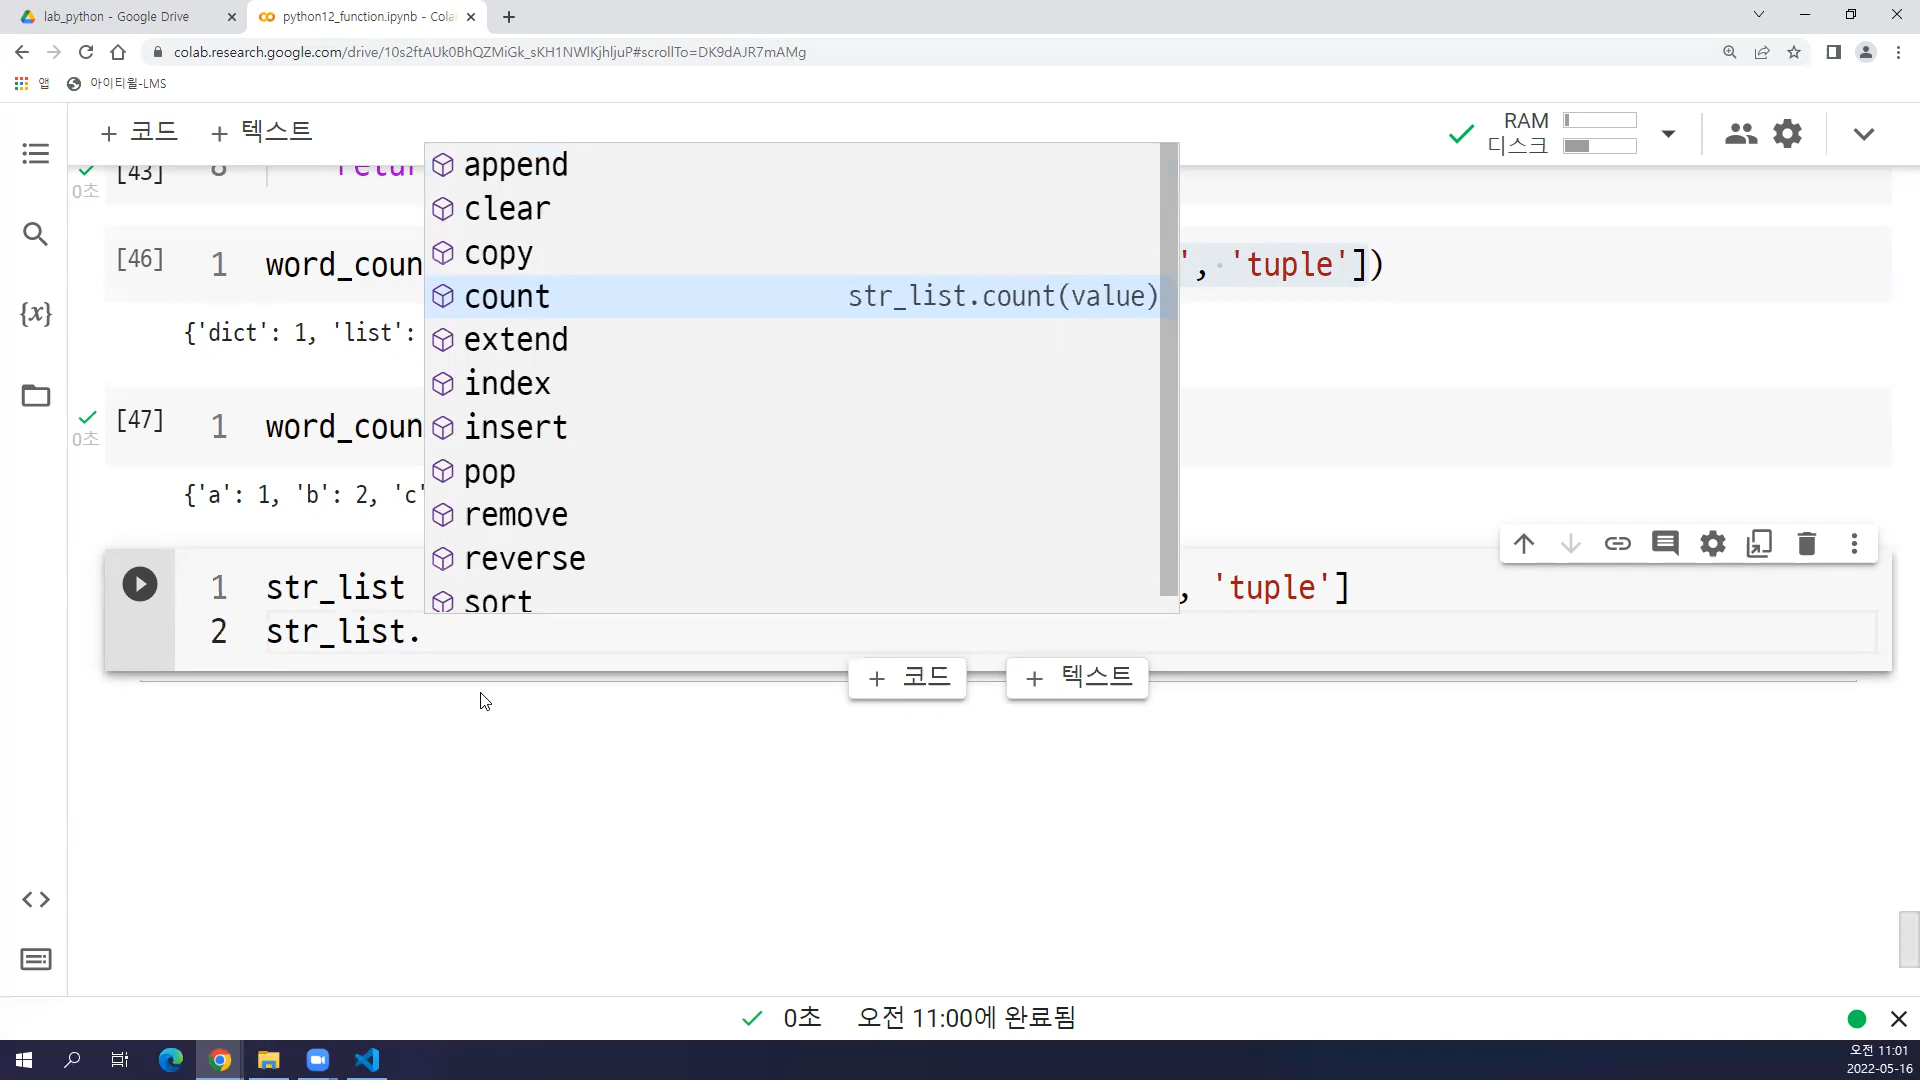 lab_python - Google Drive
python12_function.ipynb - Cola
colab.research.google.com/drive/10s2ftAUk0BhQZMiGk_sKH1NWlKjhljuP#scrollTo=DK9dAJR7mAMg
앱
아이티윌-LMS
+ 코드
+ 텍스트
RAM
디스크
0초
[43]
8
retur
append
clear
copy
count
str_list.count(value)
extend
index
insert
pop
remove
reverse
sort
[46]
1
word_coun
', 'tuple'])
{'dict': 1, 'list':
0초
[47]
1
word_coun
{'a': 1, 'b': 2, 'c'
1
str_list
, 'tuple']
2
str_list.
+ 코드
+ 텍스트
0초
오전 11:00에 완료됨
오전 11:01
2022-05-16